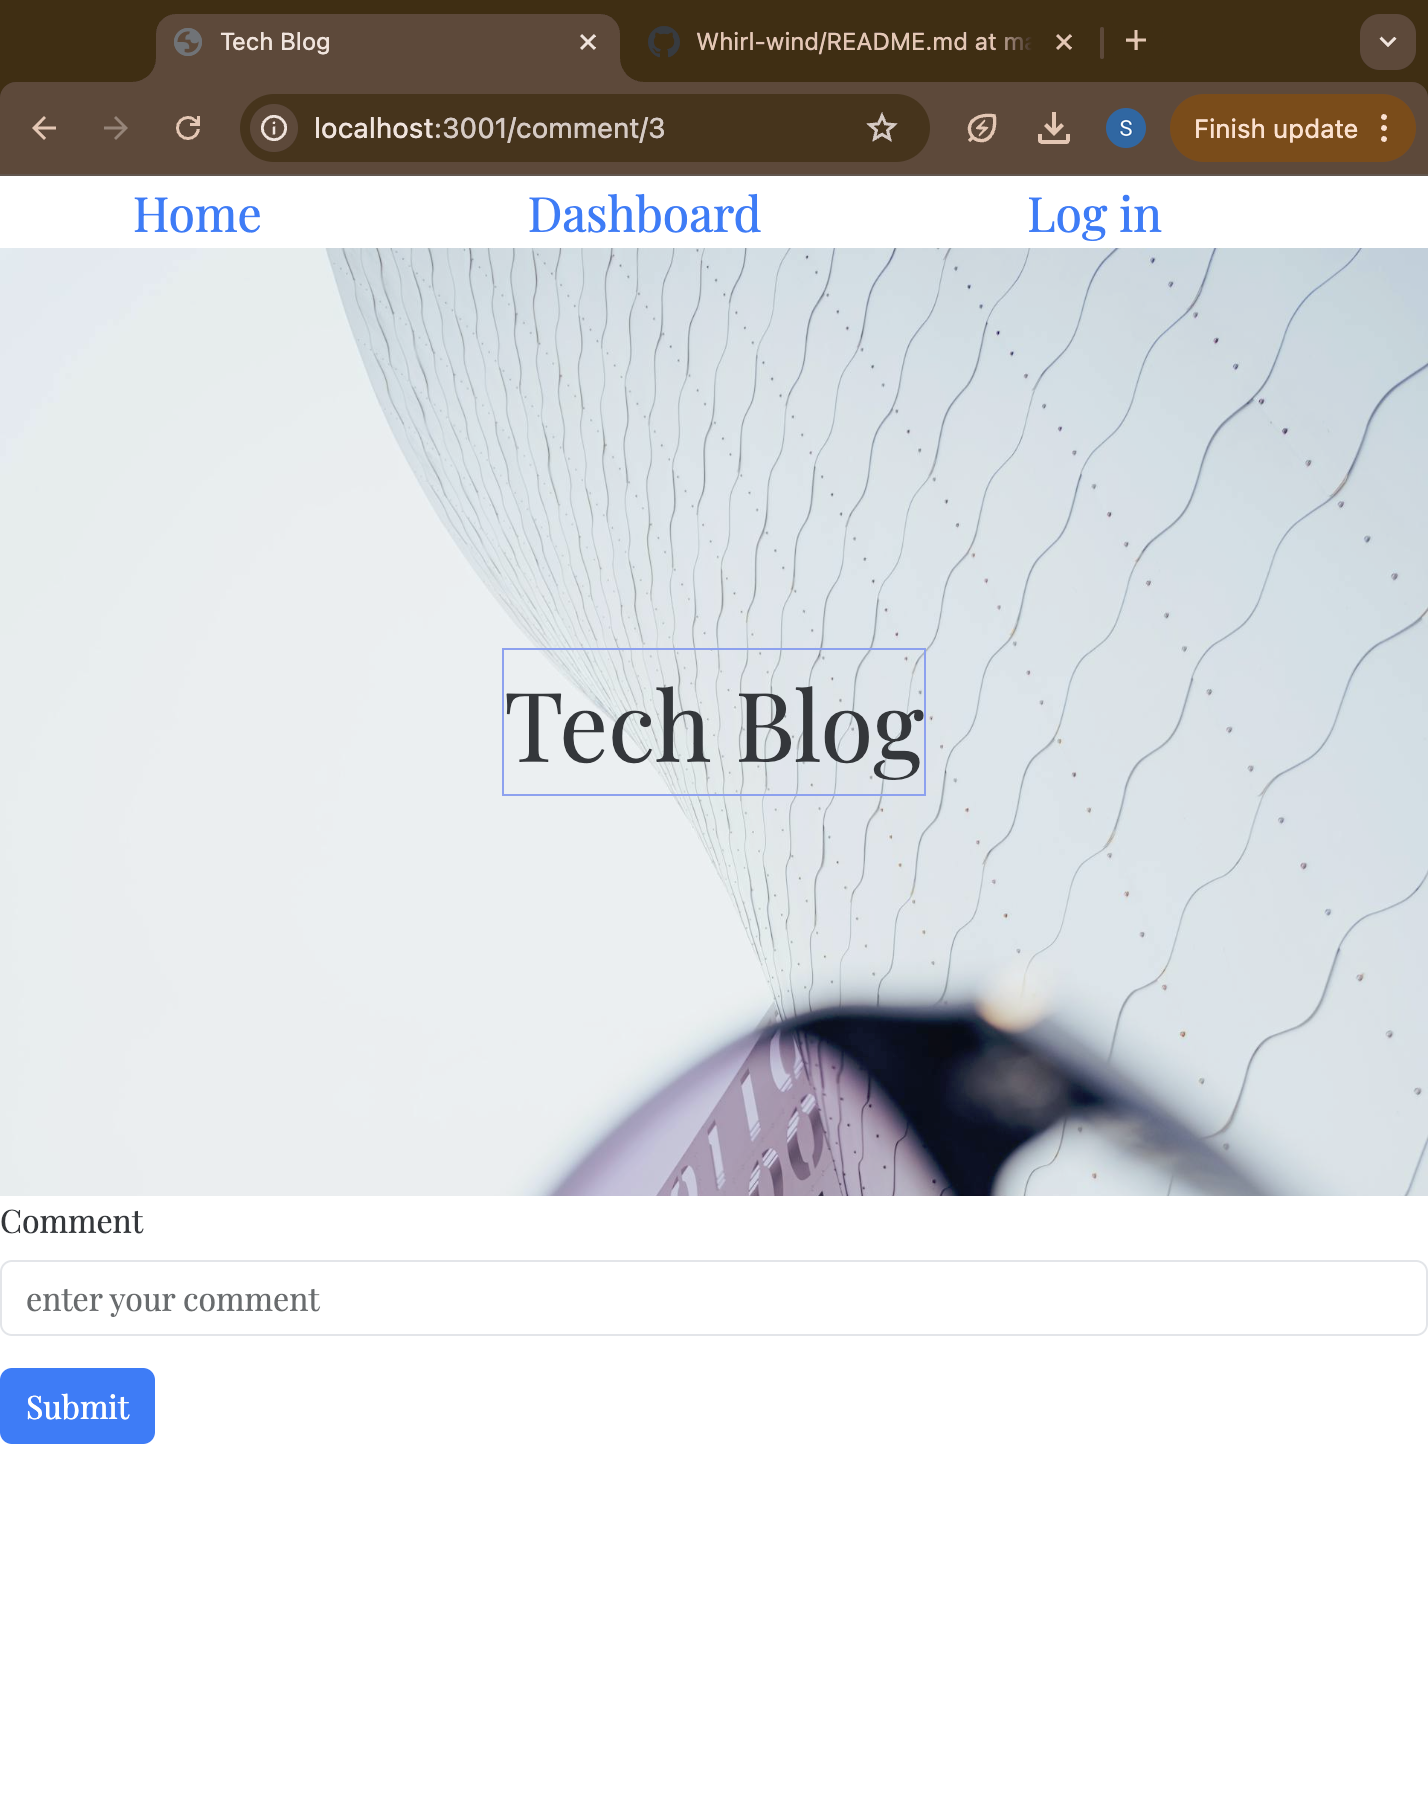 Tech Blog
Whirl-wind/README.md at ma
localhost:3001/comment/3
S
Finish update
Home Dashboard Log in
Tech Blog
Comment
enter your comment
Submit